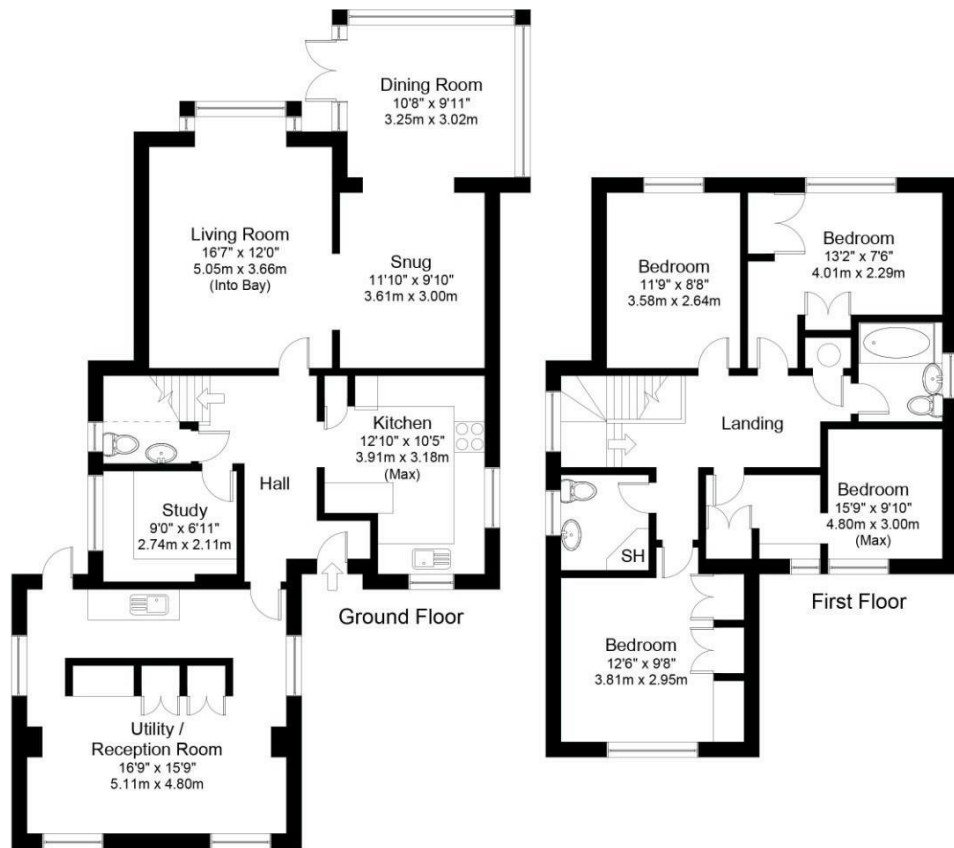 Dining Room
10'8" x 9'11"
3.25m x 3.02m
Living Room
16'7" x 12'0"
5.05m x 3.66m
(Into Bay)
Snug
11'10" x 9'10"
3.61m x 3.00m
Kitchen
12'10" x 10'5"
3.91m x 3.18m
(Max)
Hall
Study
9'0" x 6'11"
2.74m x 2.11m
Ground Floor
Utility /
Reception Room
16'9" x 15'9"
5.11m x 4.80m
Bedroom
11'9" x 8'8"
3.58m x 2.64m
Bedroom
13'2" x 7'6"
4.01m x 2.29m
Landing
Bedroom
15'9" x 9'10"
4.80m x 3.00m
(Max)
SH
First Floor
Bedroom
12'6" x 9'8"
3.81m x 2.95m